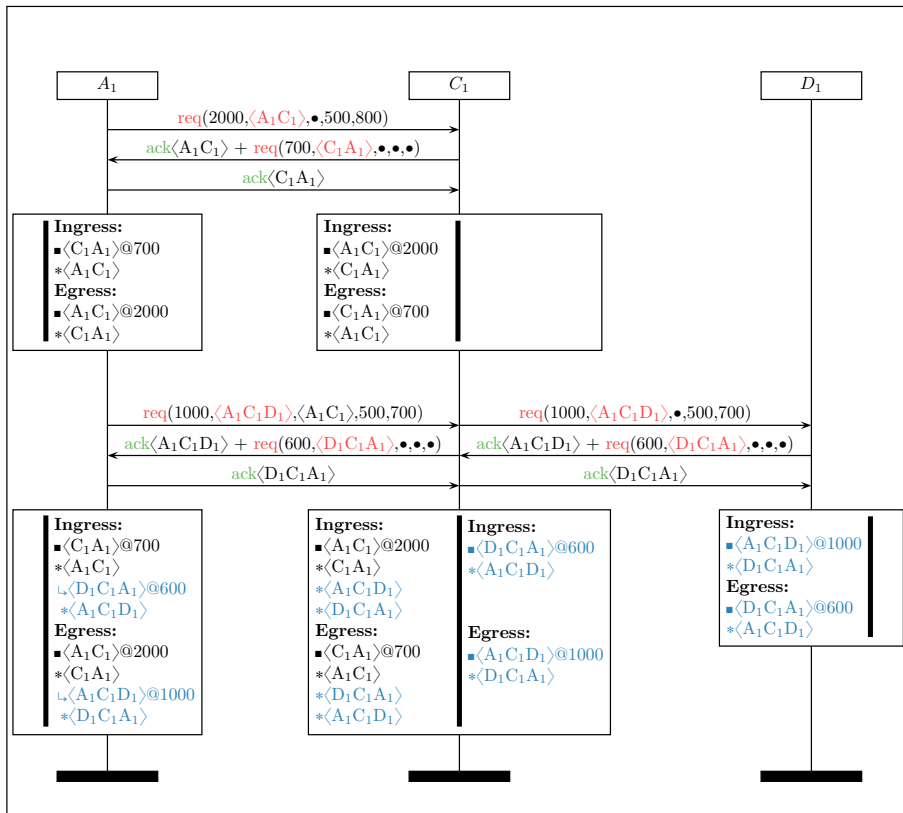 A₁
C₁
D₁
req(2000,⟨A₁C₁⟩,•,500,800)
ack⟨A₁C₁⟩ + req(700,⟨C₁A₁⟩,•,•,•)
ack⟨C₁A₁⟩
Ingress:
■⟨C₁A₁⟩@700
∗⟨A₁C₁⟩
Egress:
■⟨A₁C₁⟩@2000
∗⟨C₁A₁⟩
Ingress:
■⟨A₁C₁⟩@2000
∗⟨C₁A₁⟩
Egress:
■⟨C₁A₁⟩@700
∗⟨A₁C₁⟩
req(1000,⟨A₁C₁D₁⟩,⟨A₁C₁⟩,500,700)
req(1000,⟨A₁C₁D₁⟩,•,500,700)
ack⟨A₁C₁D₁⟩ + req(600,⟨D₁C₁A₁⟩,•,•,•)
ack⟨A₁C₁D₁⟩ + req(600,⟨D₁C₁A₁⟩,•,•,•)
ack⟨D₁C₁A₁⟩
ack⟨D₁C₁A₁⟩
Ingress:
■⟨C₁A₁⟩@700
∗⟨A₁C₁⟩
↳⟨D₁C₁A₁⟩@600
∗⟨A₁C₁D₁⟩
Egress:
■⟨A₁C₁⟩@2000
∗⟨C₁A₁⟩
↳⟨A₁C₁D₁⟩@1000
∗⟨D₁C₁A₁⟩
Ingress:
■⟨A₁C₁⟩@2000
∗⟨C₁A₁⟩
∗⟨A₁C₁D₁⟩
∗⟨D₁C₁A₁⟩
Egress:
■⟨C₁A₁⟩@700
∗⟨A₁C₁⟩
∗⟨D₁C₁A₁⟩
∗⟨A₁C₁D₁⟩
Ingress:
■⟨D₁C₁A₁⟩@600
∗⟨A₁C₁D₁⟩
Egress:
■⟨A₁C₁D₁⟩@1000
∗⟨D₁C₁A₁⟩
Ingress:
■⟨A₁C₁D₁⟩@1000
∗⟨D₁C₁A₁⟩
Egress:
■⟨D₁C₁A₁⟩@600
∗⟨A₁C₁D₁⟩